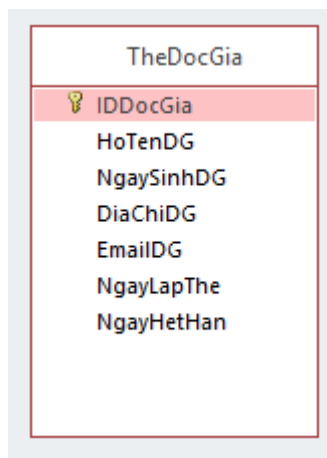 TheDocGia
IDDocGia
HoTenDG
NgaySinhDG
DiaChiDG
EmailDG
NgayLapThe
NgayHetHan